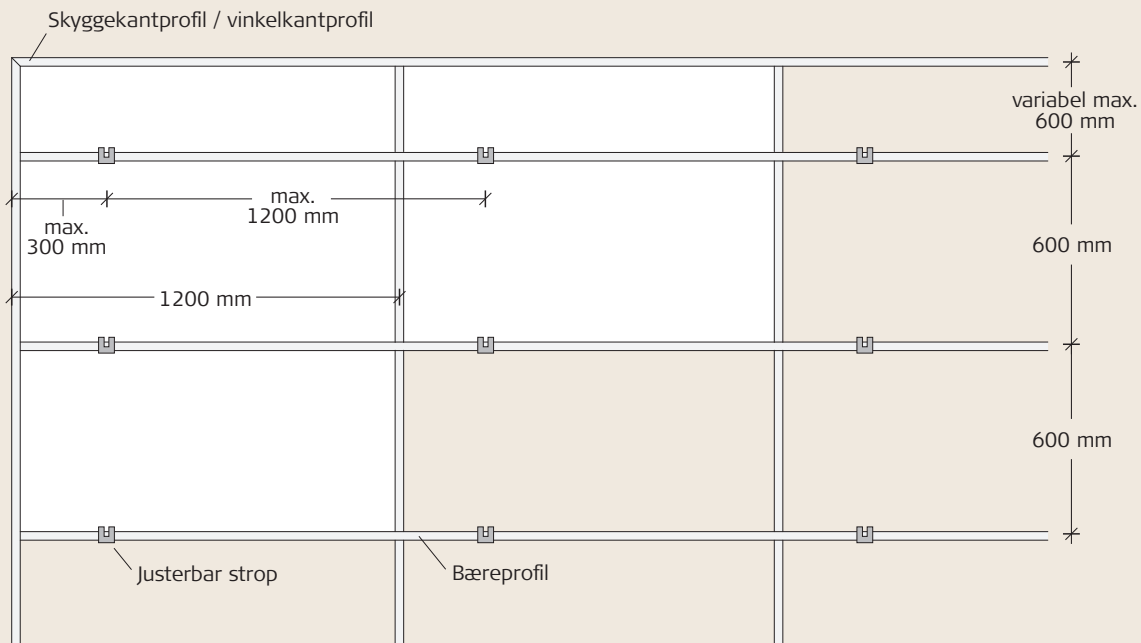 Skyggekantprofil / vinkelkantprofil
variabel max.
600 mm
max.
1200 mm
max.
300 mm
600 mm
1200 mm
600 mm
Justerbar strop
Bæreprofil